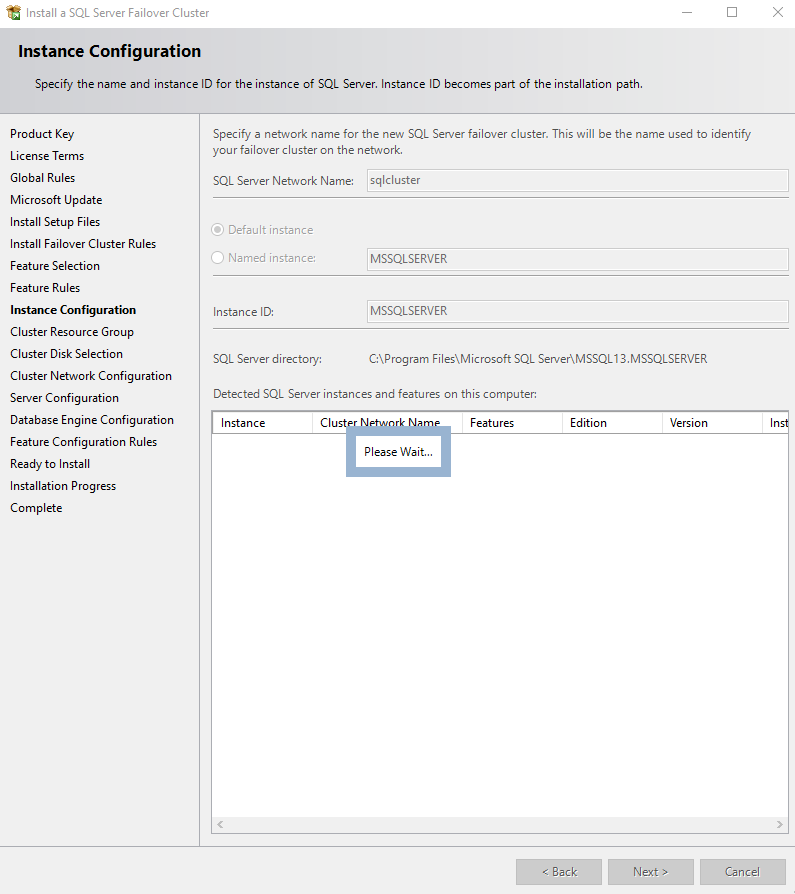 Install a SQL Server Failover Cluster
Instance Configuration
Specify the name and instance ID for the instance of SQL Server. Instance ID becomes part of the installation path.
Product Key
License Terms
Global Rules
Microsoft Update
Install Setup Files
Install Failover Cluster Rules
Feature Selection
Feature Rules
Instance Configuration
Cluster Resource Group
Cluster Disk Selection
Cluster Network Configuration
Server Configuration
Database Engine Configuration
Feature Configuration Rules
Ready to Install
Installation Progress
Complete
Specify a network name for the new SQL Server failover cluster. This will be the name used to identify
your failover cluster on the network.
SQL Server Network Name: sqlcluster
Default instance
Named instance: MSSQLSERVER
Instance ID: MSSQLSERVER
SQL Server directory: C:\Program Files\Microsoft SQL Server\MSSQL13.MSSQLSERVER
Detected SQL Server instances and features on this computer:
Instance Cluster Network Name Features Edition Version Inst
Please Wait...
< Back Next > Cancel